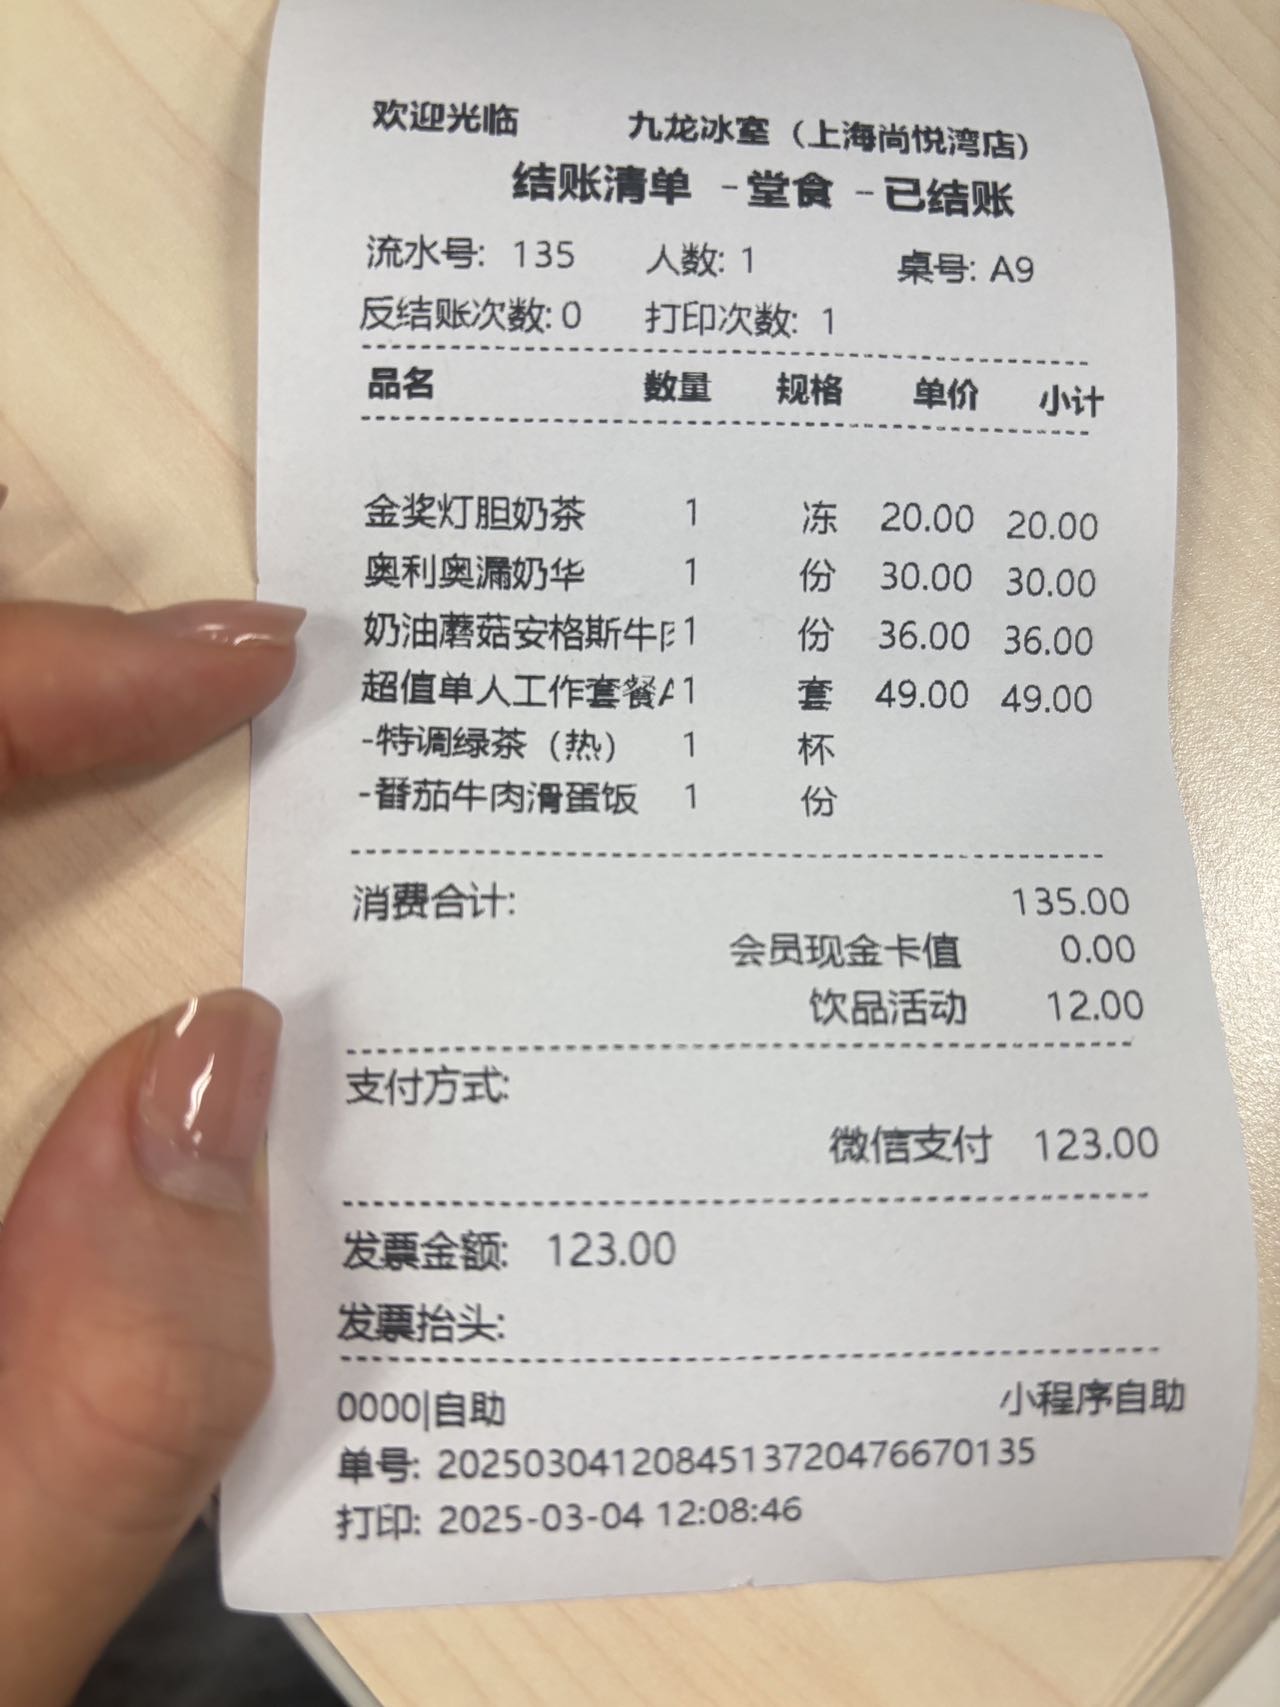 欢迎光临 九龙冰室（上海尚悦湾店）
结账清单 -堂食 -已结账
流水号: 135 人数: 1 桌号: A9
反结账次数: 0 打印次数: 1
品名 数量 规格 单价 小计
金奖灯胆奶茶 1 冻 20.00 20.00
奥利奥漏奶华 1 份 30.00 30.00
奶油蘑菇安格斯牛 1 份 36.00 36.00
超值单人工作套餐A 1 套 49.00 49.00
-特调绿茶（热） 1 杯
-番茄牛肉滑蛋饭 1 份
消费合计: 135.00
会员现金卡值 0.00
饮品活动 12.00
支付方式:
微信支付 123.00
发票金额: 123.00
发票抬头:
0000|自助 小程序自助
单号: 20250304120845137204766​70135
打印: 2025-03-04 12:08:46